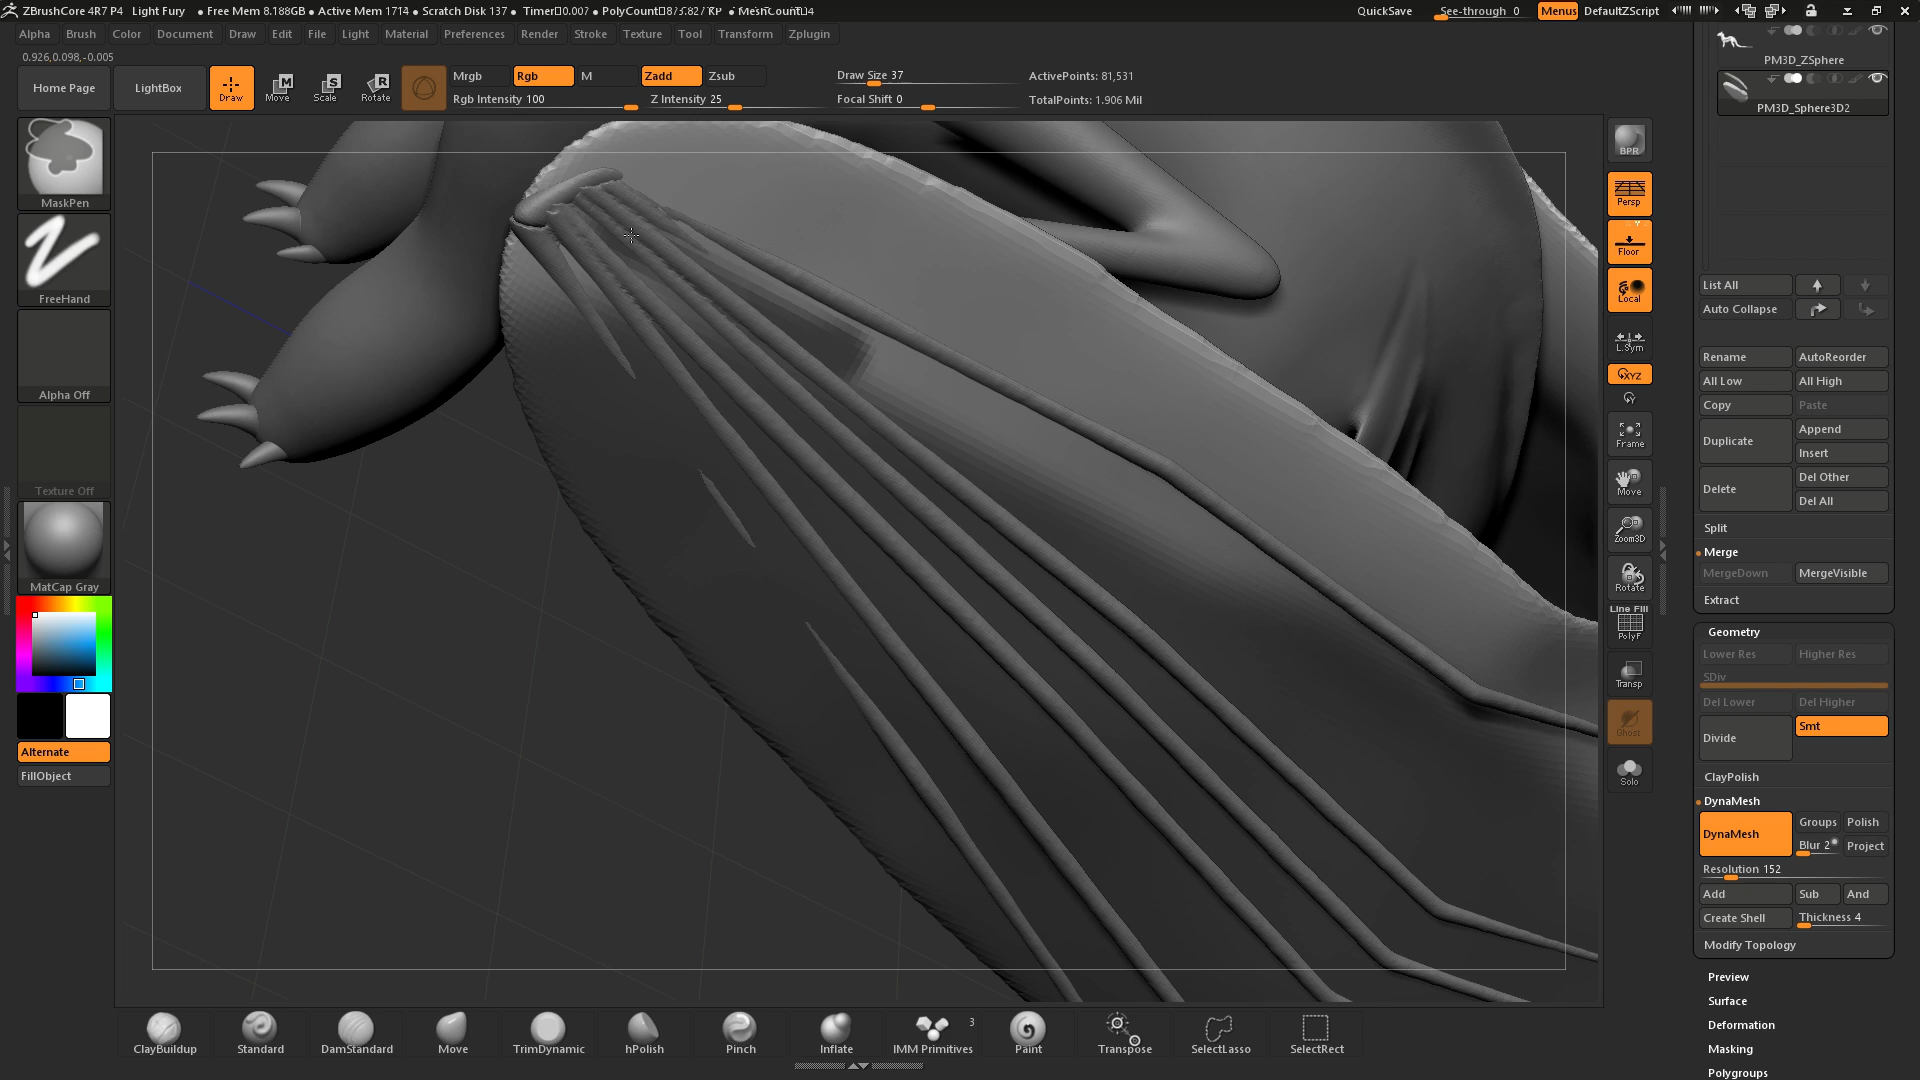 ZBrushCore 4R7 P4 Light Fury • Free Mem 8.188GB • Active Mem 1714 • Scratch Disk 137 • QuickSave See-through 0 Menus DefaultZScript
Alpha Brush Color Document Draw Edit File Light Material Preferences Render Stroke Texture Tool Transform Zplugin
0.926,0.098,-0.005
Home Page
LightBox
Draw
Move
Scale
Rotate
M
S
R
Mrgb Rgb M Zadd Zsub
Rgb Intensity 100 Z Intensity 25
Draw Size 37
Focal Shift 0
ActivePoints: 81,531
TotalPoints: 1.906 Mil
MaskPen
FreeHand
Alpha Off
Texture Off
MatCap Gray
Alternate
FillObject
BPR
Persp
Floor
Local
L.Sym
XYZ
Y
Frame
Move
Zoom3D
Rotate
Line Fill
PolyF
Transp
Ghost
Solo
PM3D_ZSphere
PM3D_Sphere3D2
List All
Auto Collapse
Rename AutoReorder
All Low All High
Copy Paste
Duplicate Append
Insert
Delete Del Other
Del All
Split
Merge
MergeDown MergeVisible
Extract
Geometry
Lower Res Higher Res
SDiv
Del Lower Del Higher
Divide Smt
ClayPolish
DynaMesh
DynaMesh Groups Polish
Blur 2 Project
Resolution 152
Add Sub And
Create Shell Thickness 4
Modify Topology
Preview
Surface
Deformation
Masking
Polygroups
ClayBuildup Standard DamStandard Move TrimDynamic hPolish Pinch Inflate IMM Primitives 3 Paint Transpose SelectLasso SelectRect